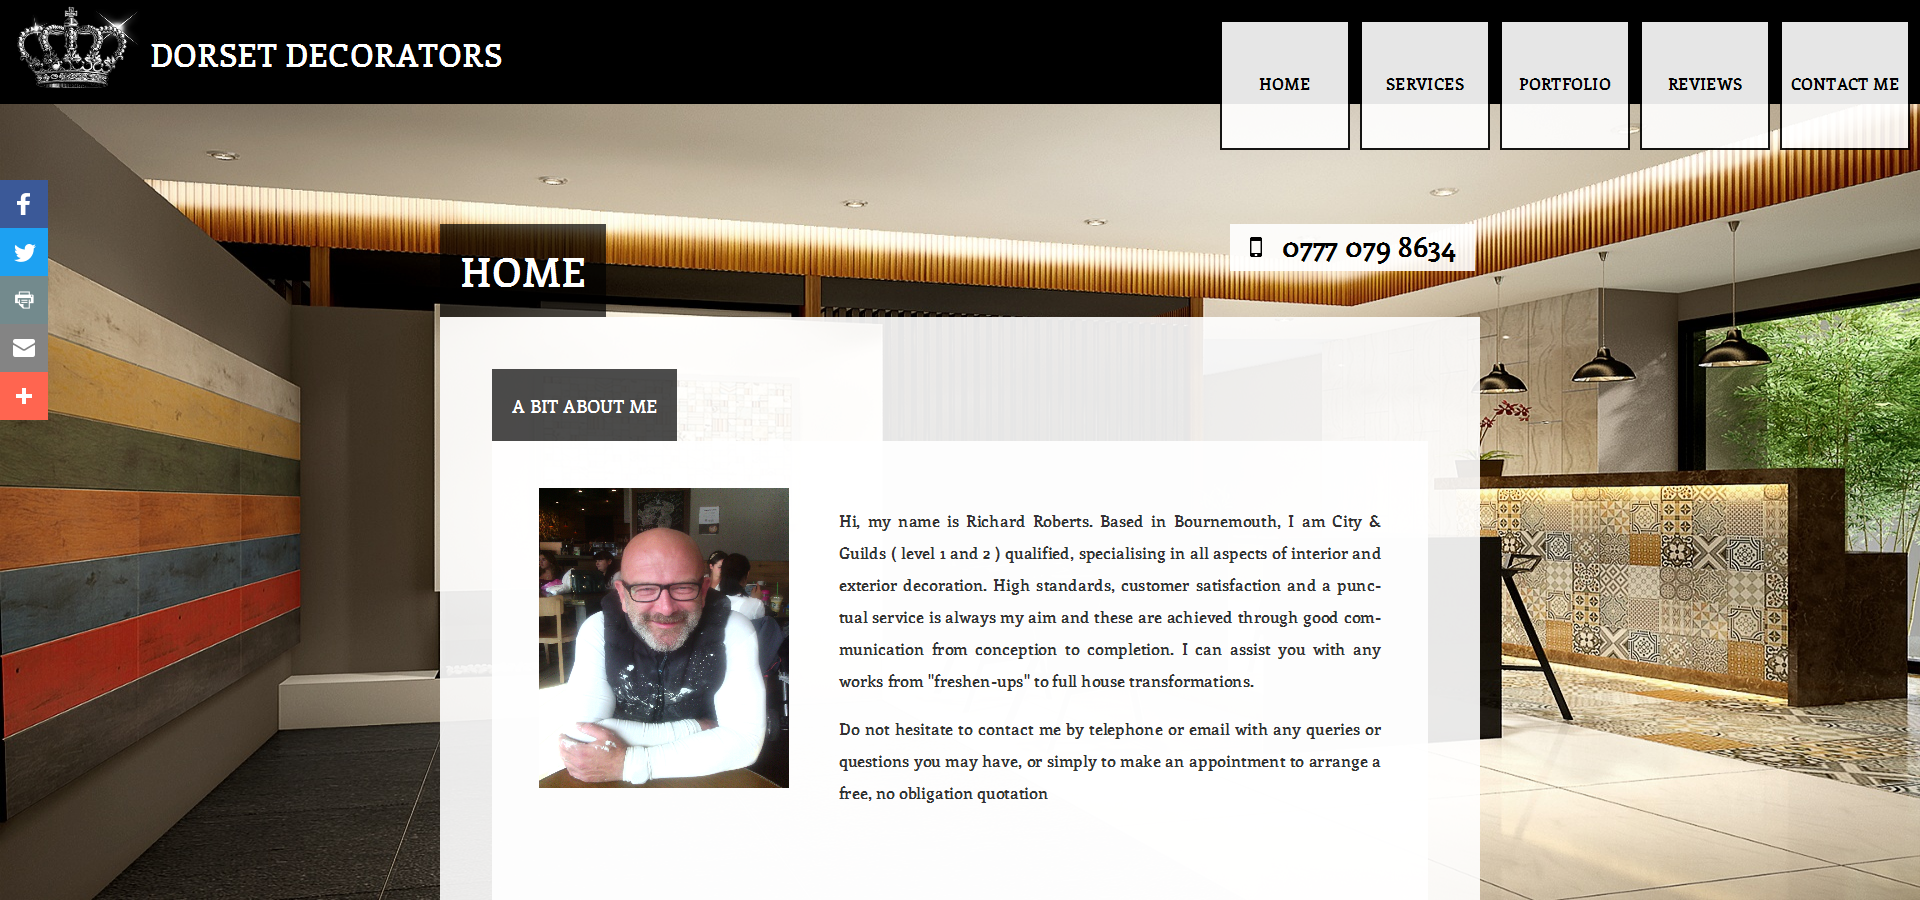 DORSET DECORATORS
HOME
SERVICES
PORTFOLIO
REVIEWS
CONTACT ME
HOME
0777 079 8634
A BIT ABOUT ME
Hi, my name is Richard Roberts. Based in Bournemouth, I am City &
Guilds ( level 1 and 2 ) qualified, specialising in all aspects of interior and
exterior decoration. High standards, customer satisfaction and a punc-
tual service is always my aim and these are achieved through good com-
munication from conception to completion. I can assist you with any
works from "freshen-ups" to full house transformations.
Do not hesitate to contact me by telephone or email with any queries or
questions you may have, or simply to make an appointment to arrange a
free, no obligation quotation